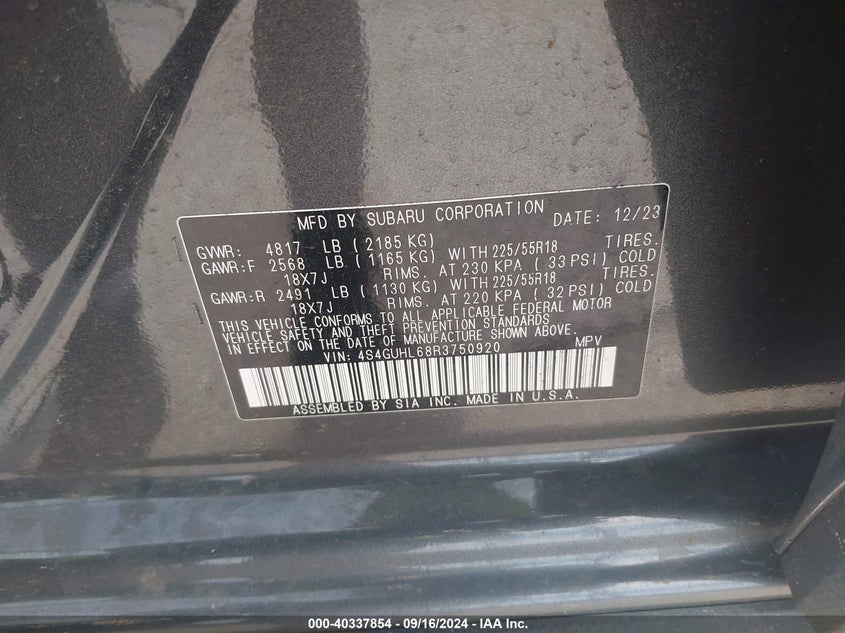 MFD BY SUBARU CORPORATION DATE: 12/23
GVWR: 4817 LB (2185 KG)
GAWR:F 2568 LB (1165 KG) WITH 225/55R18 TIRES.
18X7J RIMS. AT 230 KPA ( 33 PSI) COLD
GAWR:R 2491 LB (1130 KG) WITH 225/55R18 TIRES.
18X7J RIMS. AT 220 KPA ( 32 PSI) COLD
THIS VEHICLE CONFORMS TO ALL APPLICABLE FEDERAL MOTOR
VEHICLE SAFETY AND THEFT PREVENTION STANDARDS
IN EFFECT ON THE DATE OF MANUFACTURE SHOWN ABOVE.
VIN: 4S4GUHL68R3750920 MPV
ASSEMBLED BY SIA INC. MADE IN U.S.A.
000-40337854 / 09/16/2024 - IAA Inc.